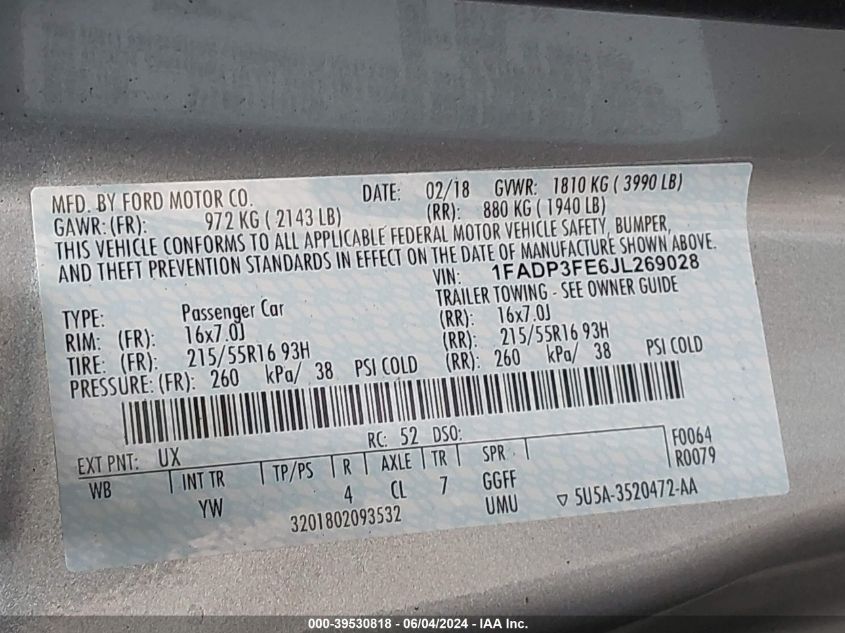 MFD. BY FORD MOTOR CO. DATE: 02/18 GVWR: 1810 KG ( 3990 LB)
GAWR: (FR): 972 KG ( 2143 LB) (RR): 880 KG ( 1940 LB)
THIS VEHICLE CONFORMS TO ALL APPLICABLE FEDERAL MOTOR VEHICLE SAFETY, BUMPER,
AND THEFT PREVENTION STANDARDS IN EFFECT ON THE DATE OF MANUFACTURE SHOWN ABOVE.
VIN: 1FADP3FE6JL269028
TYPE: Passenger Car TRAILER TOWING - SEE OWNER GUIDE
RIM: (FR): 16x7.0J (RR): 16x7.0J
TIRE: (FR): 215/55R16 93H (RR): 215/55R16 93H
PRESSURE: (FR): 260 kPa/ 38 PSI COLD (RR): 260 kPa/ 38 PSI COLD
RC: 52 DSO:
EXT PNT: UX F0064
WB INT TR TP/PS R AXLE TR SPR R0079
YW 4 CL 7 GGFF
3201802093532 UMU 5U5A-3520472-AA
000-39530818 - 06/04/2024 - IAA Inc.